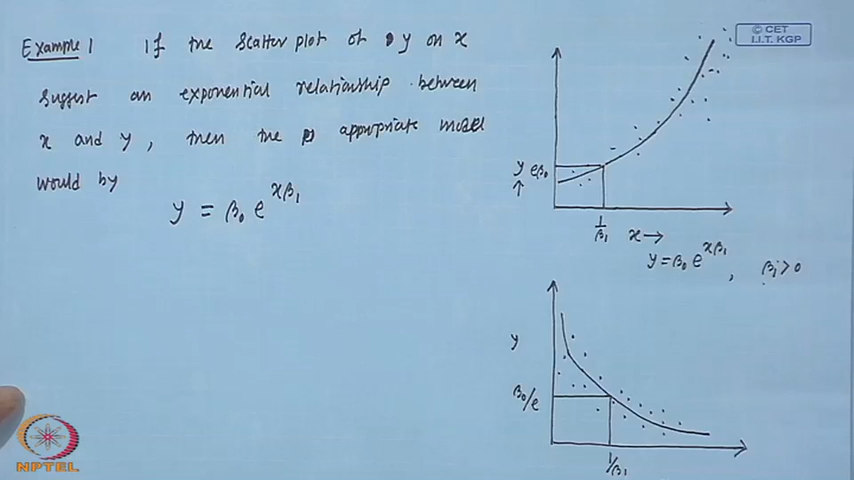 Example 1 If the scatter plot of y on x
suggest an exponential relationship between
x and y, then the appropriate model
would by
y = β₀ e^{xβ₁}
© CET
I.I.T. KGP
y eβ₀
↑
1/β₁ x →
y = β₀ e^{xβ₁}, β₁ > 0
y
β₀/e
1/β₁
NPTEL